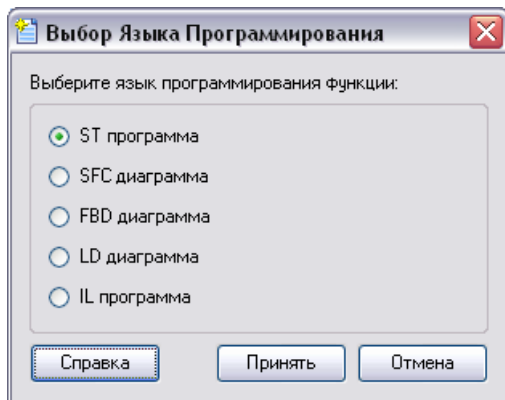 Выбор Языка Программирования
Выберите язык программирования функции:
ST программа
SFC диаграмма
FBD диаграмма
LD диаграмма
IL программа
Справка Принять Отмена